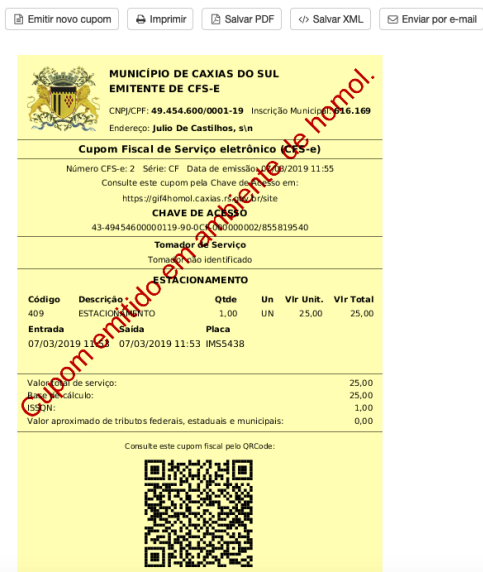 Emitir novo cupom Imprimir Salvar PDF Salvar XML Enviar por e-mail
MUNICÍPIO DE CAXIAS DO SUL
EMITENTE DE CFS-E
CNPJ/CPF: 49.454.600/0001-19 Inscrição Municipal: 616.169
Endereço: Julio De Castilhos, s\n
Cupom Fiscal de Serviço eletrônico (CFS-e)
Número CFS-e: 2 Série: CF Data de emissão: 07/03/2019 11:55
Consulte este cupom pela Chave de Acesso em:
https://gif4homol.caxias.rs.gov.br/site
CHAVE DE ACESSO
43-49454600000119-90-0CF-000000002/855819540
Tomador de Serviço
Tomador não identificado
ESTACIONAMENTO
Código Descrição Qtde Un Vlr Unit. Vlr Total
409 ESTACIONAMENTO 1,00 UN 25,00 25,00
Entrada Saída Placa
07/03/2019 11:53 07/03/2019 11:53 IMS5438
Valor total de serviço: 25,00
Base de cálculo: 25,00
ISSQN: 1,00
Valor aproximado de tributos federais, estaduais e municipais: 0,00
Consulte este cupom fiscal pelo QRCode:
Cupom emitido em ambiente de homol.